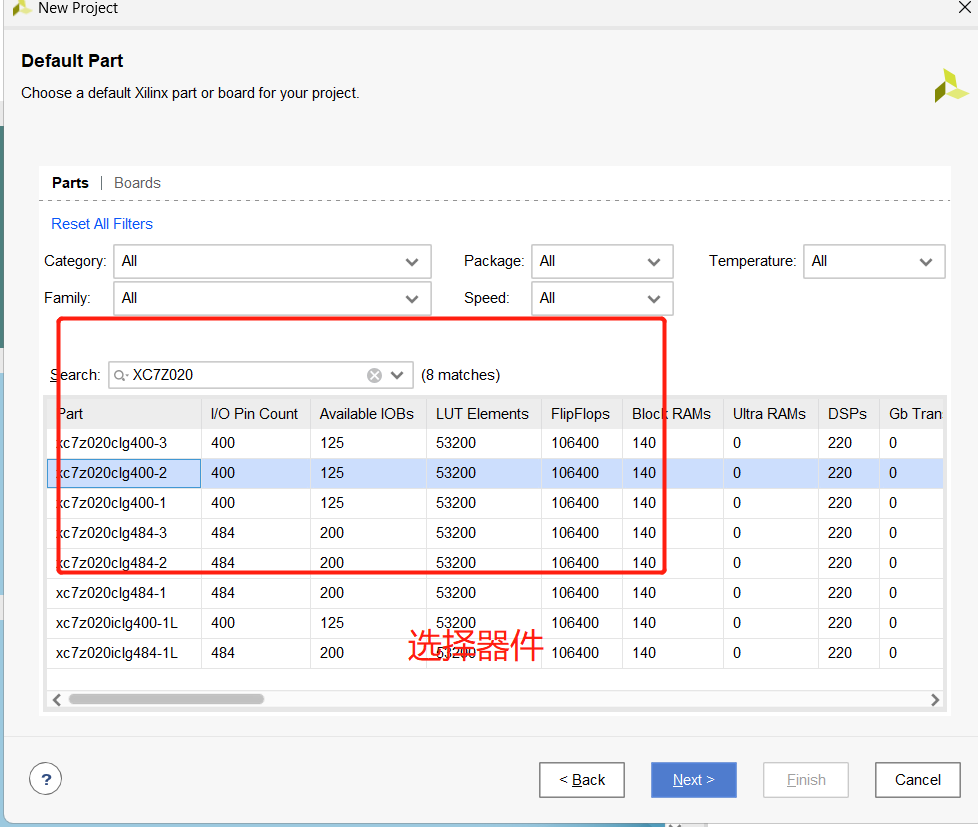 New Project
Default Part
Choose a default Xilinx part or board for your project.
Parts | Boards
Reset All Filters
Category: All Package: All Temperature: All
Family: All Speed: All
Search: XC7Z020 (8 matches)
Part I/O Pin Count Available IOBs LUT Elements FlipFlops Block RAMs Ultra RAMs DSPs Gb Tran
xc7z020clg400-3 400 125 53200 106400 140 0 220 0
xc7z020clg400-2 400 125 53200 106400 140 0 220 0
xc7z020clg400-1 400 125 53200 106400 140 0 220 0
xc7z020clg484-3 484 200 53200 106400 140 0 220 0
xc7z020clg484-2 484 200 53200 106400 140 0 220 0
xc7z020clg484-1 484 200 53200 106400 140 0 220 0
xc7z020iclg400-1L 400 125 53200 106400 140 0 220 0
选择器件
xc7z020iclg484-1L 484 200 53200 106400 140 0 220 0
? < Back Next > Finish Cancel